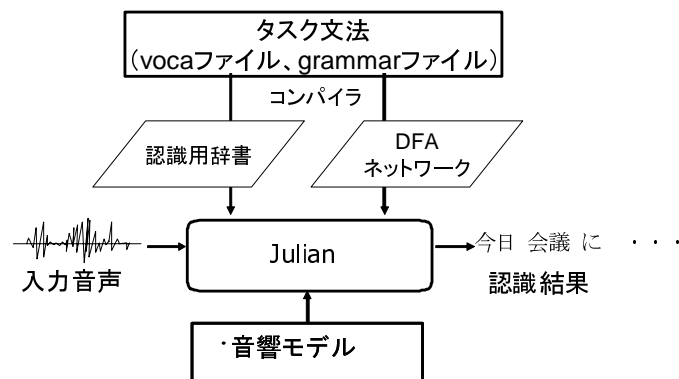 タスク文法
（vocaファイル、grammarファイル）
コンパイラ
認識用辞書
DFA
ネットワーク
Julian
今日 会議 に ・・・
入力音声
認識結果
・音響モデル